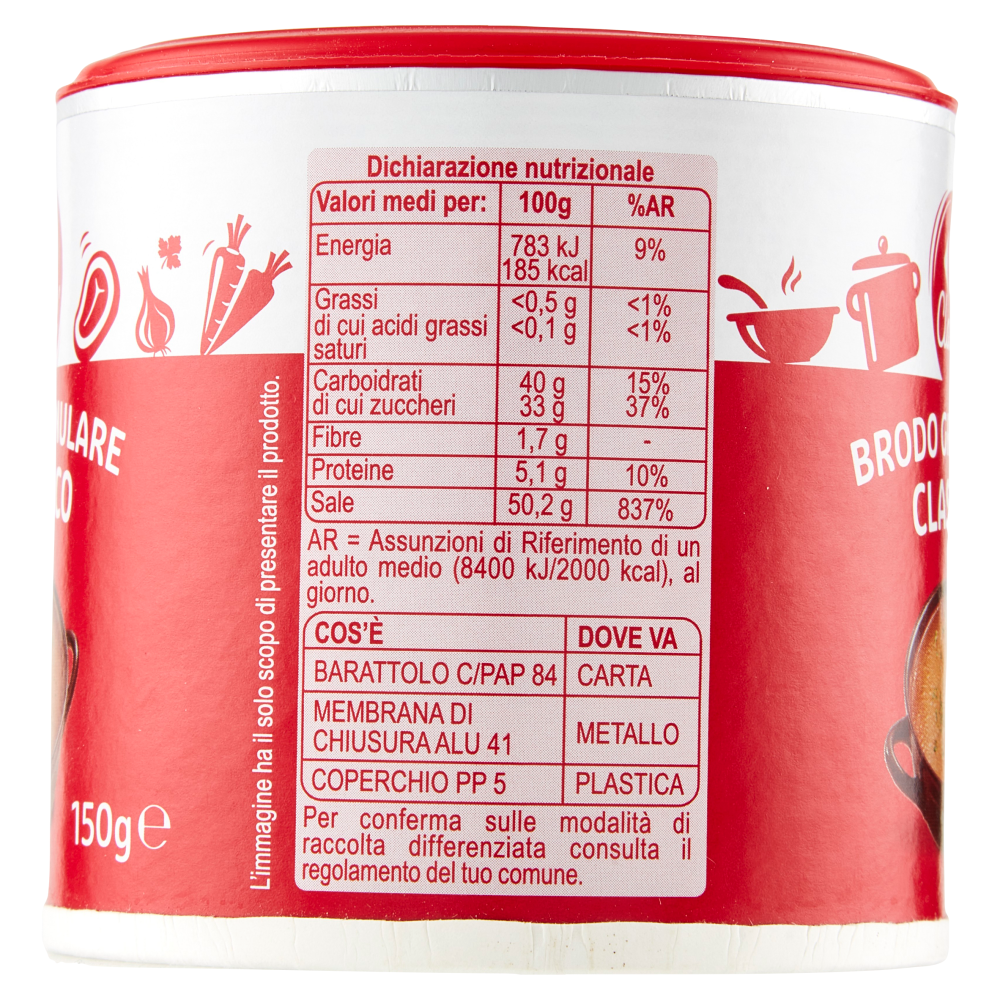 Dichiarazione nutrizionale
Valori medi per: 100g %AR
Energia 783 kJ 9%
185 kcal
Grassi <0,5 g <1%
di cui acidi grassi <0,1 g <1%
saturi
Carboidrati 40 g 15%
di cui zuccheri 33 g 37%
Fibre 1,7 g -
Proteine 5,1 g 10%
Sale 50,2 g 837%
AR = Assunzioni di Riferimento di un
adulto medio (8400 kJ/2000 kcal), al
giorno.
COS'È DOVE VA
BARATTOLO C/PAP 84 CARTA
MEMBRANA DI
CHIUSURA ALU 41 METALLO
COPERCHIO PP 5 PLASTICA
Per conferma sulle modalità di
raccolta differenziata consulta il
regolamento del tuo comune.
L'immagine ha il solo scopo di presentare il prodotto.
150g ℮
BRODO